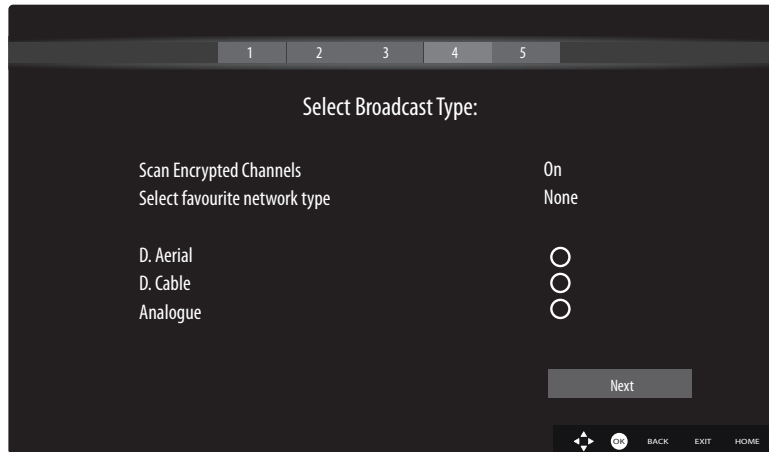 1 2 3 4 5
Select Broadcast Type:
Scan Encrypted Channels On
Select favourite network type None
D. Aerial
D. Cable
Analogue
Next
OK BACK EXIT HOME